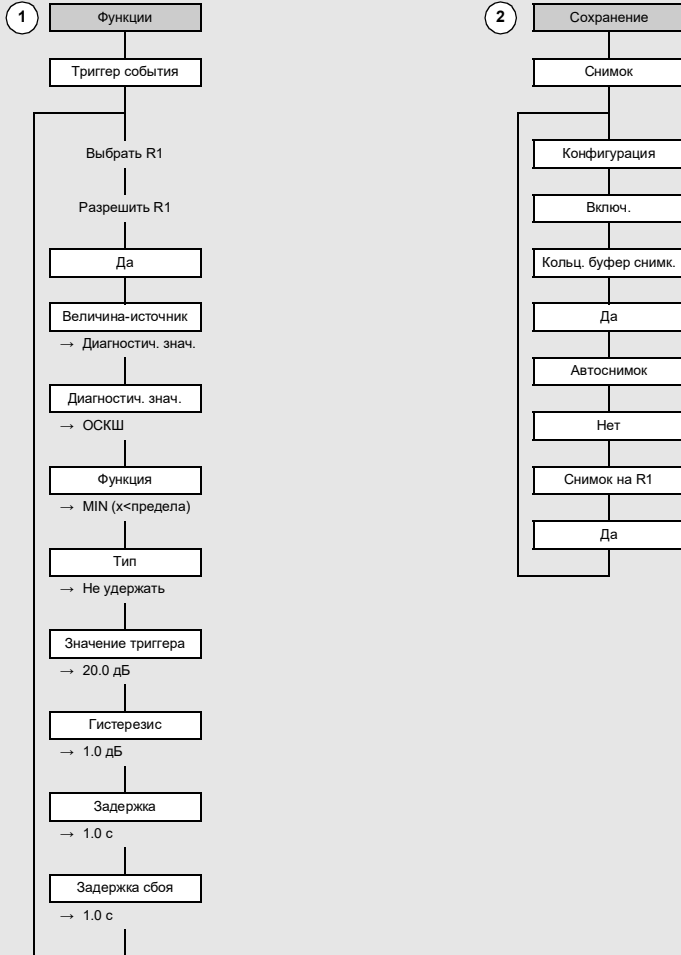 1
Функции
Триггер события
Выбрать R1
Разрешить R1
Да
Величина-источник
→ Диагностич. знач.
Диагностич. знач.
→ ОСКШ
Функция
→ MIN (x<предела)
Тип
→ Не удержать
Значение триггера
→ 20.0 дБ
Гистерезис
→ 1.0 дБ
Задержка
→ 1.0 с
Задержка сбоя
→ 1.0 с
2
Сохранение
Снимок
Конфигурация
Включ.
Кольц. буфер снимк.
Да
Автоснимок
Нет
Снимок на R1
Да